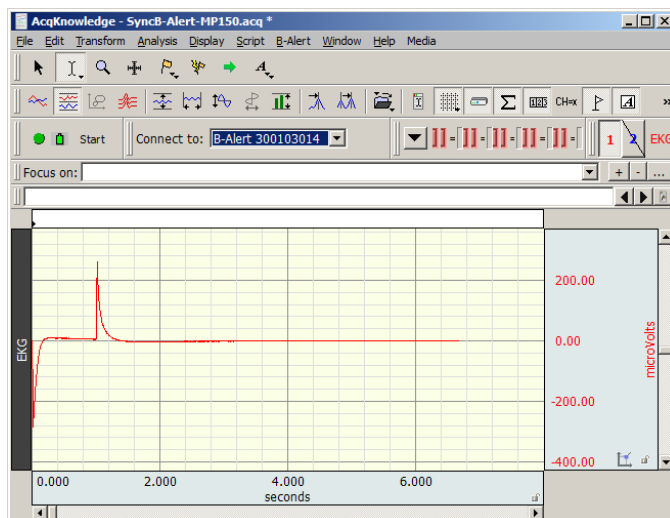 AcqKnowledge - SyncB-Alert-MP150.acq *
File Edit Transform Analysis Display Script B-Alert Window Help Media
Start Connect to: B-Alert 300103014 1 2 EKG
Focus on: + - ...
EKG
200.00
0.00
-200.00
-400.00
microVolts
0.000 2.000 4.000 6.000
seconds